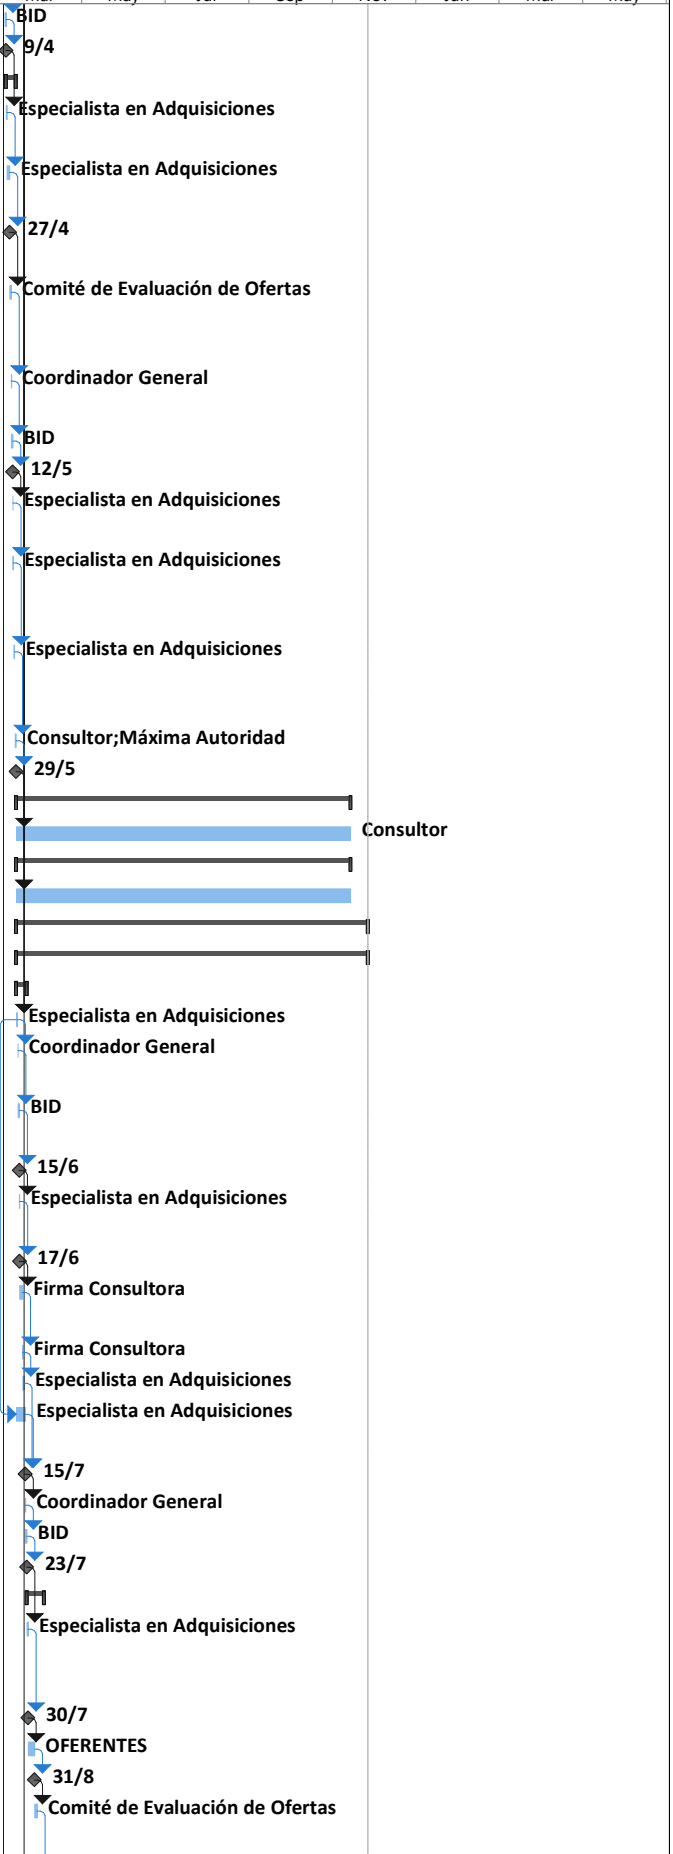 BID
9/4
Especialista en Adquisiciones
Especialista en Adquisiciones
27/4
Comité de Evaluación de Ofertas
Coordinador General
BID
12/5
Especialista en Adquisiciones
Especialista en Adquisiciones
Especialista en Adquisiciones
Consultor;Máxima Autoridad
29/5
Consultor
Especialista en Adquisiciones
Coordinador General
BID
15/6
Especialista en Adquisiciones
17/6
Firma Consultora
Firma Consultora
Especialista en Adquisiciones
Especialista en Adquisiciones
15/7
Coordinador General
BID
23/7
Especialista en Adquisiciones
30/7
OFERENTES
31/8
Comité de Evaluación de Ofertas